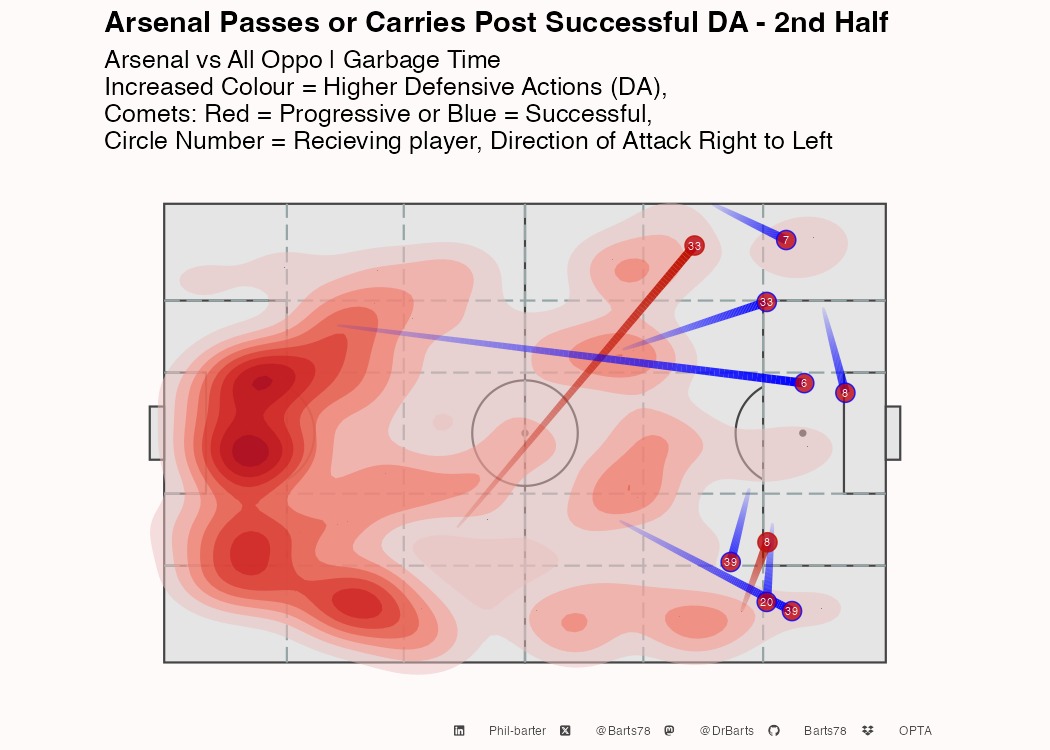 Arsenal Passes or Carries Post Successful DA - 2nd Half
Arsenal vs All Oppo | Garbage Time
Increased Colour = Higher Defensive Actions (DA),
Comets: Red = Progressive or Blue = Successful,
Circle Number = Recieving player, Direction of Attack Right to Left
7
33
33
6
8
8
39
20
39
Phil-barter @Barts78 @DrBarts Barts78 OPTA